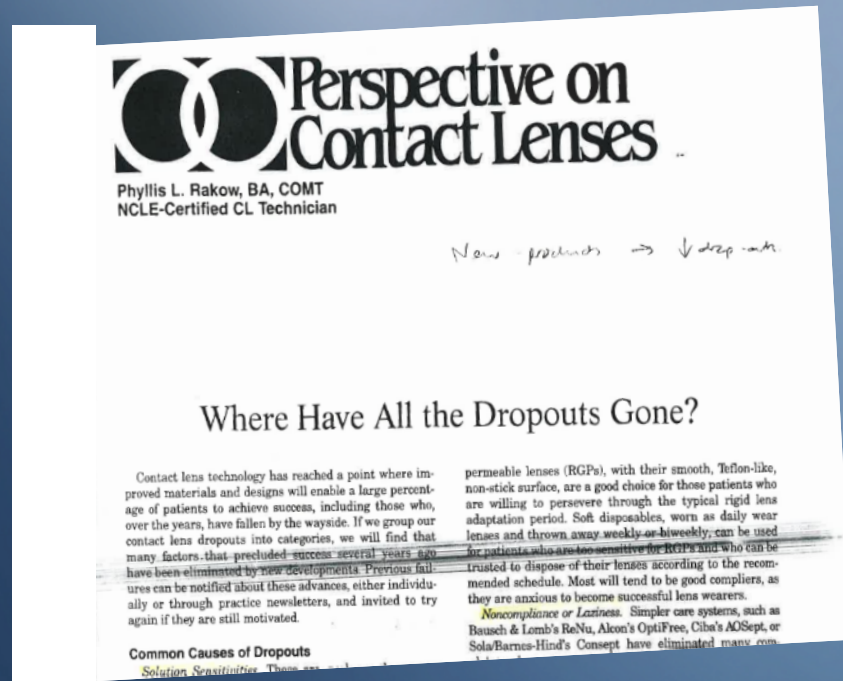 Perspective on
Contact Lenses
Phyllis L. Rakow, BA, COMT
NCLE-Certified CL Technician
New products → ↓ drop-outs.
Where Have All the Dropouts Gone?
Contact lens technology has reached a point where im-
proved materials and designs will enable a large percent-
age of patients to achieve success, including those who,
over the years, have fallen by the wayside. If we group our
contact lens dropouts into categories, we will find that
many factors that precluded success several years ago
have been eliminated by new developments. Previous fail-
ures can be notified about these advances, either individu-
ally or through practice newsletters, and invited to try
again if they are still motivated.
Common Causes of Dropouts
Solution Sensitivities. There are
permeable lenses (RGPs), with their smooth, Teflon-like,
non-stick surface, are a good choice for those patients who
are willing to persevere through the typical rigid lens
adaptation period. Soft disposables, worn as daily wear
lenses and thrown away weekly or biweekly, can be used
for patients who are too sensitive for RGPs and who can be
trusted to dispose of their lenses according to the recom-
mended schedule. Most will tend to be good compliers, as
they are anxious to become successful lens wearers.
Noncompliance or Laziness. Simpler care systems, such as
Bausch & Lomb's ReNu, Alcon's OptiFree, Ciba's AOSept, or
Sola/Barnes-Hind's Consept have eliminated many com-